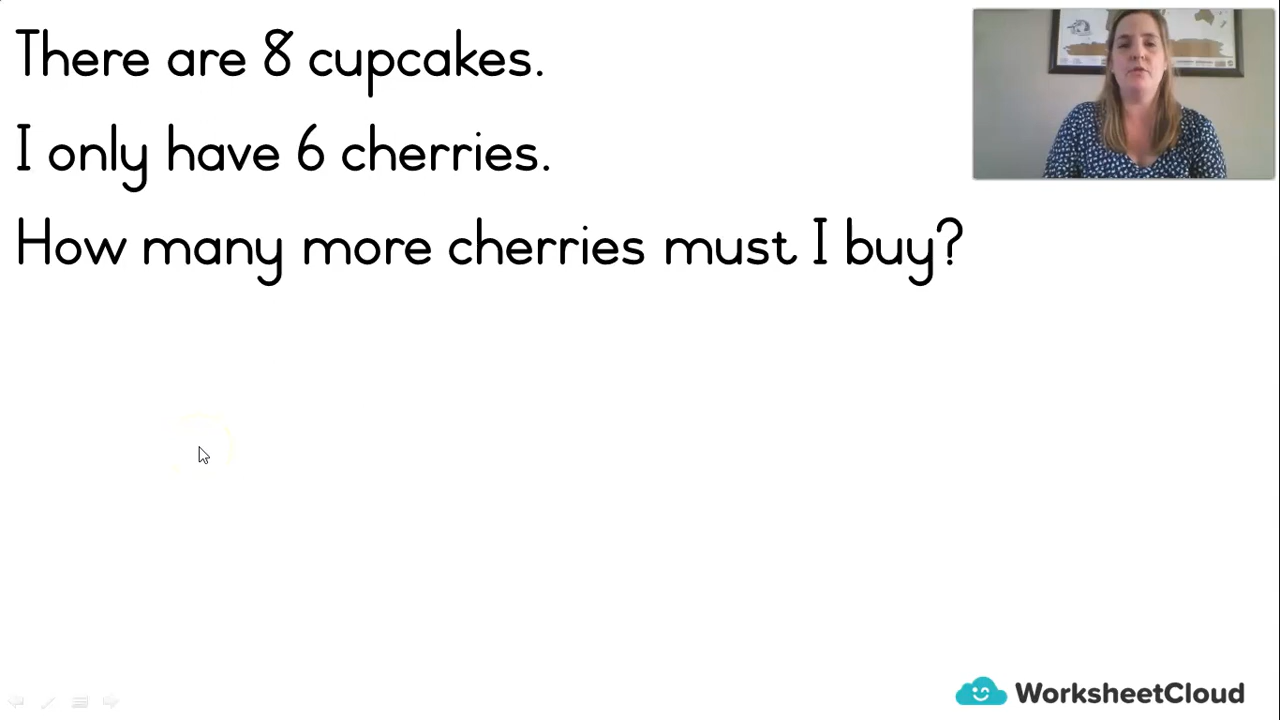 There are 8 cupcakes.
I only have 6 cherries.
How many more cherries must I buy?
WorksheetCloud